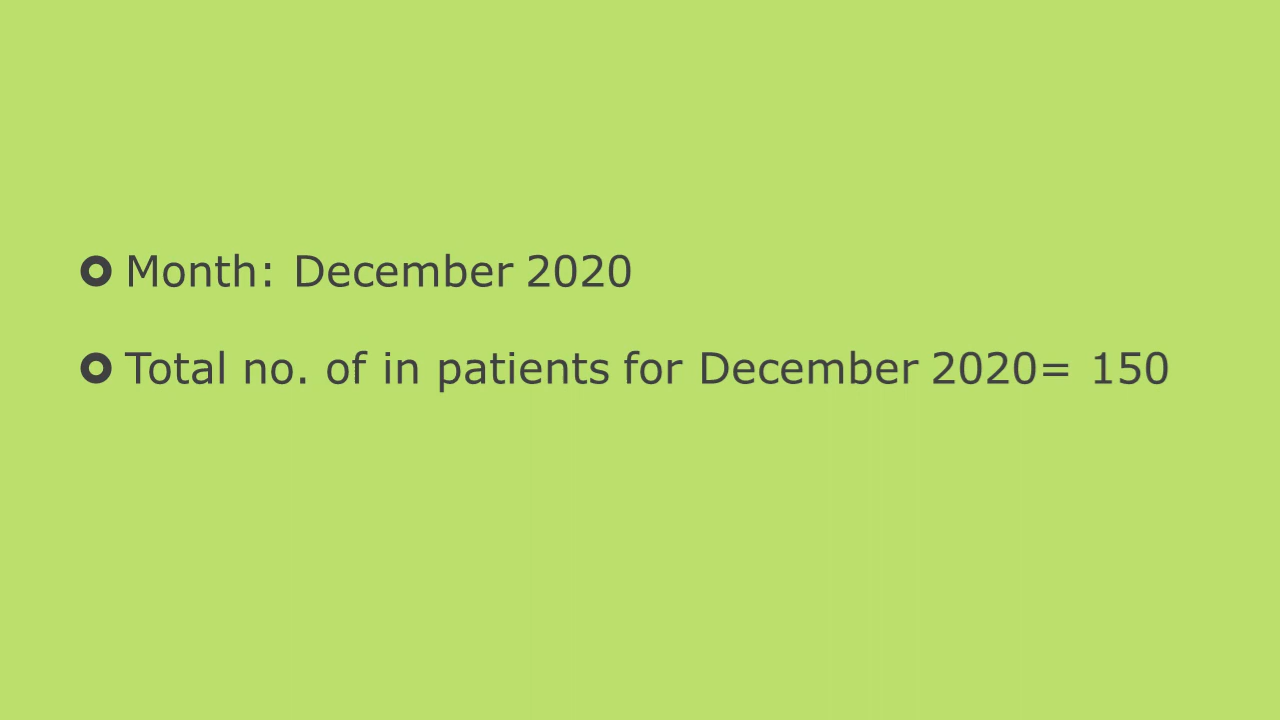 Month: December 2020
Total no. of in patients for December 2020= 150